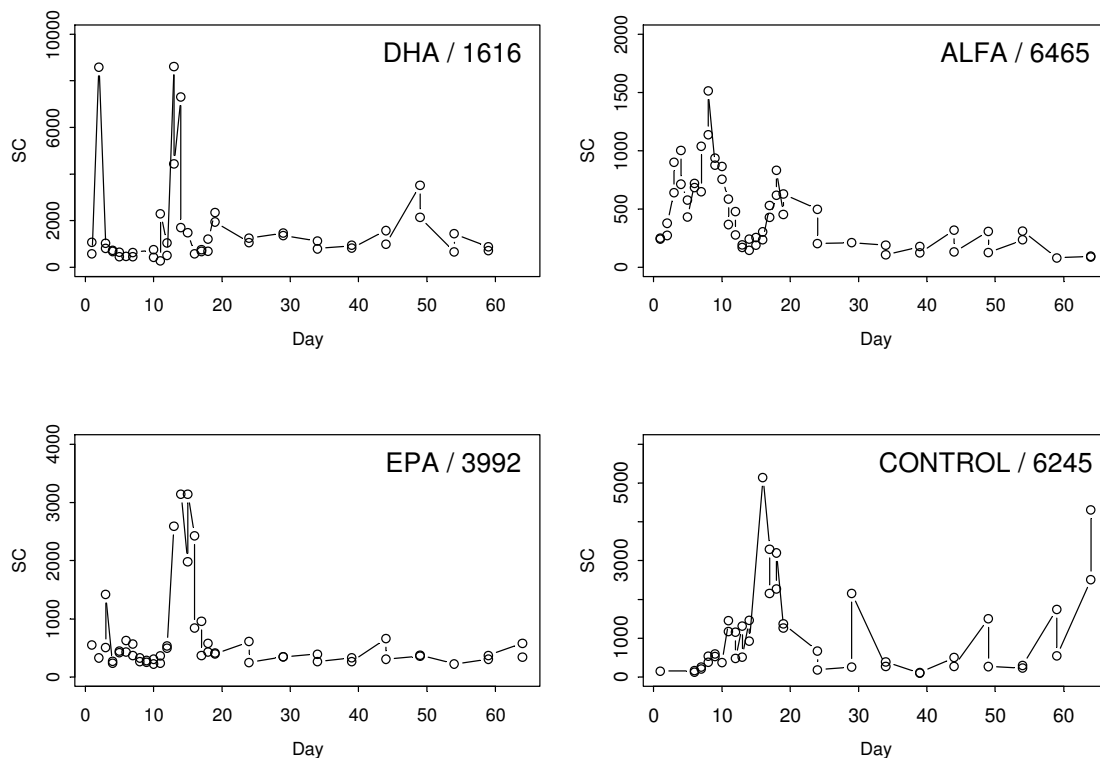 DHA / 1616
SC
0 2000 6000 10000
0 10 20 30 40 50 60
Day
ALFA / 6465
SC
0 500 1000 1500 2000
0 10 20 30 40 50 60
Day
EPA / 3992
SC
0 1000 2000 3000 4000
0 10 20 30 40 50 60
Day
CONTROL / 6245
SC
0 1000 3000 5000
0 10 20 30 40 50 60
Day